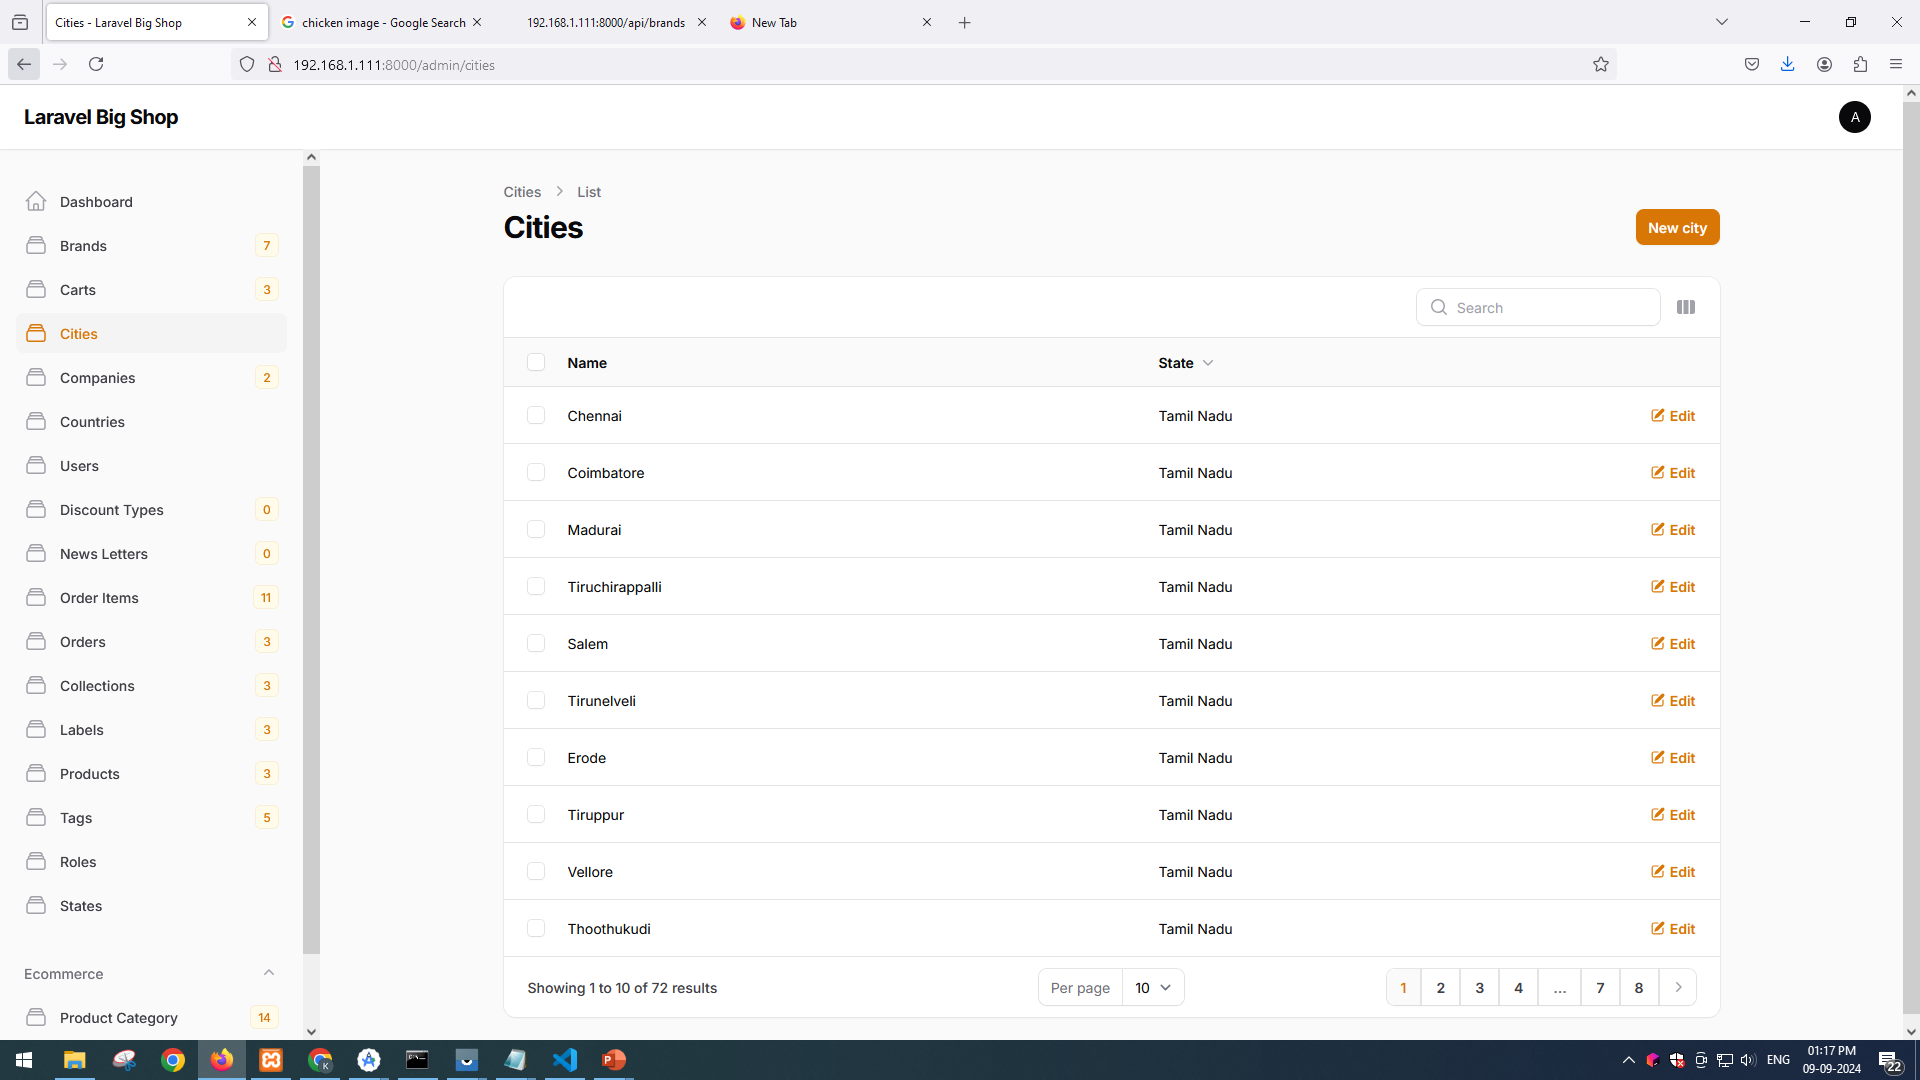 Cities - Laravel Big Shop
chicken image - Google Search
192.168.1.111:8000/api/brands
New Tab
192.168.1.111:8000/admin/cities
Laravel Big Shop
A
Dashboard
Brands 7
Carts 3
Cities
Companies 2
Countries
Users
Discount Types 0
News Letters 0
Order Items 11
Orders 3
Collections 3
Labels 3
Products 3
Tags 5
Roles
States
Ecommerce
Product Category 14
Cities > List
Cities
New city
Search
Name State
Chennai Tamil Nadu Edit
Coimbatore Tamil Nadu Edit
Madurai Tamil Nadu Edit
Tiruchirappalli Tamil Nadu Edit
Salem Tamil Nadu Edit
Tirunelveli Tamil Nadu Edit
Erode Tamil Nadu Edit
Tiruppur Tamil Nadu Edit
Vellore Tamil Nadu Edit
Thoothukudi Tamil Nadu Edit
Showing 1 to 10 of 72 results Per page 10 1 2 3 4 ... 7 8
ENG
01:17 PM
09-09-2024
22